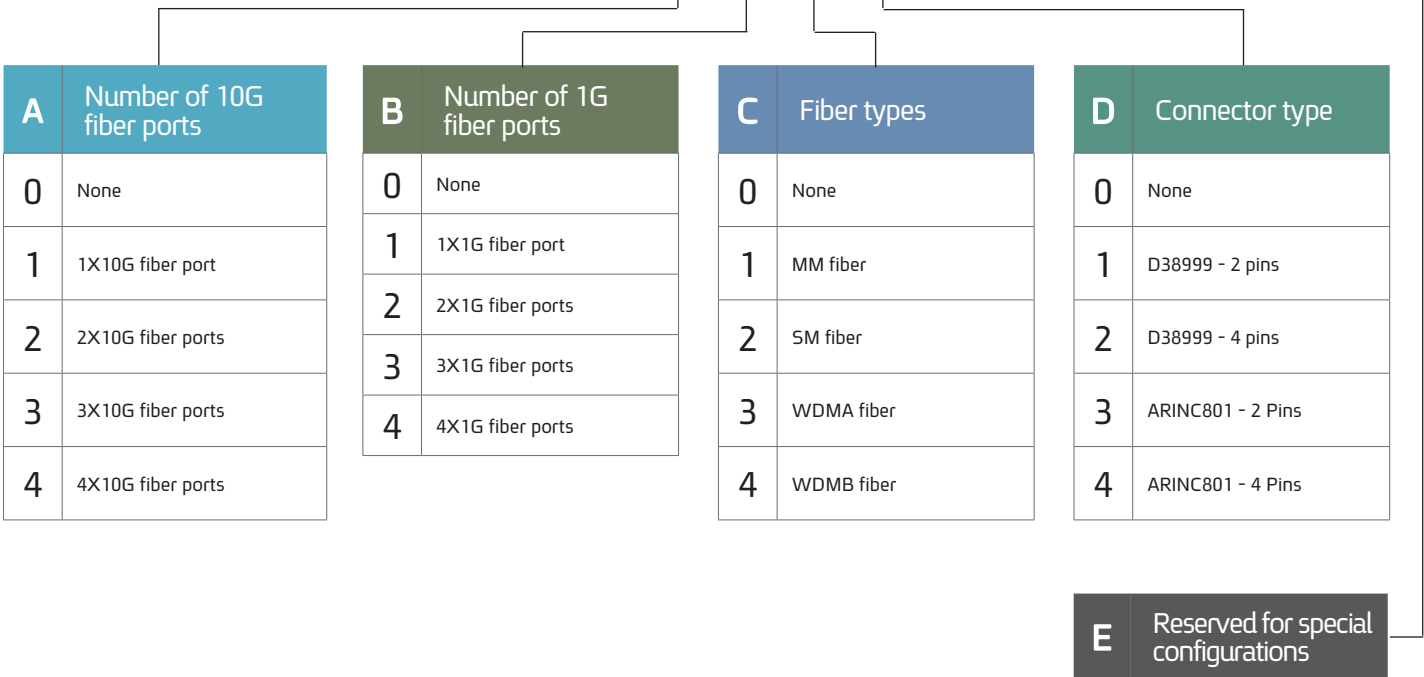 A
Number of 10G
fiber ports
0 None
1 1X10G fiber port
2 2X10G fiber ports
3 3X10G fiber ports
4 4X10G fiber ports
B
Number of 1G
fiber ports
0 None
1 1X1G fiber port
2 2X1G fiber ports
3 3X1G fiber ports
4 4X1G fiber ports
C Fiber types
0 None
1 MM fiber
2 SM fiber
3 WDMA fiber
4 WDMB fiber
D Connector type
0 None
1 D38999 - 2 pins
2 D38999 - 4 pins
3 ARINC801 - 2 Pins
4 ARINC801 - 4 Pins
E
Reserved for special
configurations